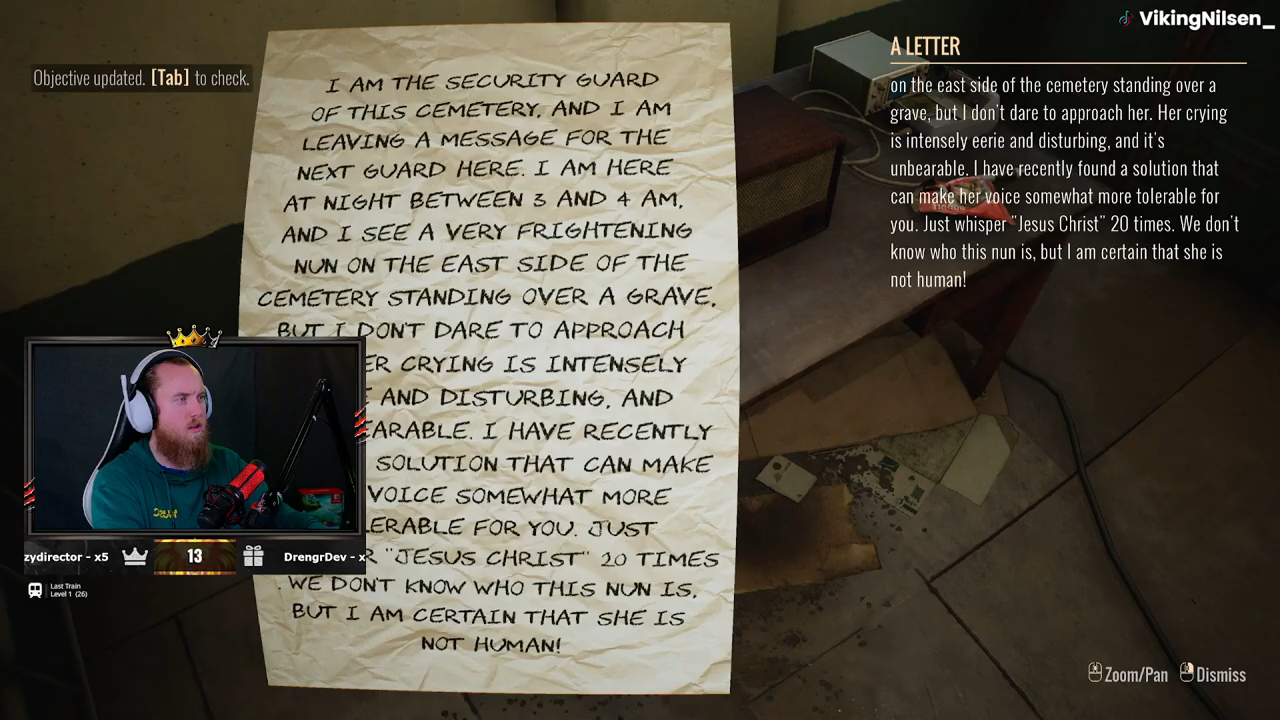 VikingNilsen_
Objective updated. [Tab] to check.
I AM THE SECURITY GUARD
OF THIS CEMETERY, AND I AM
LEAVING A MESSAGE FOR THE
NEXT GUARD HERE. I AM HERE
AT NIGHT BETWEEN 3 AND 4 AM,
AND I SEE A VERY FRIGHTENING
NUN ON THE EAST SIDE OF THE
CEMETERY STANDING OVER A GRAVE,
BUT I DON'T DARE TO APPROACH
ER CRYING IS INTENSELY
AND DISTURBING, AND
ARABLE. I HAVE RECENTLY
SOLUTION THAT CAN MAKE
VOICE SOMEWHAT MORE
LERABLE FOR YOU. JUST
R "JESUS CHRIST" 20 TIMES
WE DON'T KNOW WHO THIS NUN IS,
BUT I AM CERTAIN THAT SHE IS
NOT HUMAN!
A LETTER
on the east side of the cemetery standing over a
grave, but I don't dare to approach her. Her crying
is intensely eerie and disturbing, and it's
unbearable. I have recently found a solution that
can make her voice somewhat more tolerable for
you. Just whisper "Jesus Christ" 20 times. We don't
know who this nun is, but I am certain that she is
not human!
zydirector - x5
13
DrengrDev - x
Last Train
Level 1 (26)
Zoom/Pan
Dismiss